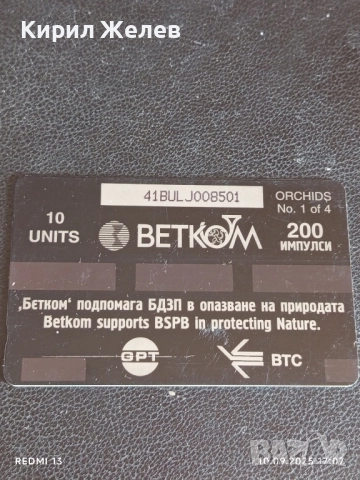 Кирил Желев
41BULJ008501
ORCHIDS
No. 1 of 4
10
UNITS
BETKOM
200
ИМПУЛСИ
„Бетком‘ подпомага БДЗП в опазване на природата
Betkom supports BSPB in protecting Nature.
GPT
BTC
REDMI 13
10.09.2025 17:02